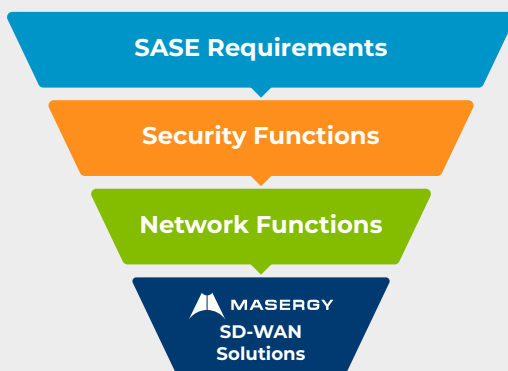 SASE Requirements
Security Functions
Network Functions
MASERGY
SD-WAN
Solutions